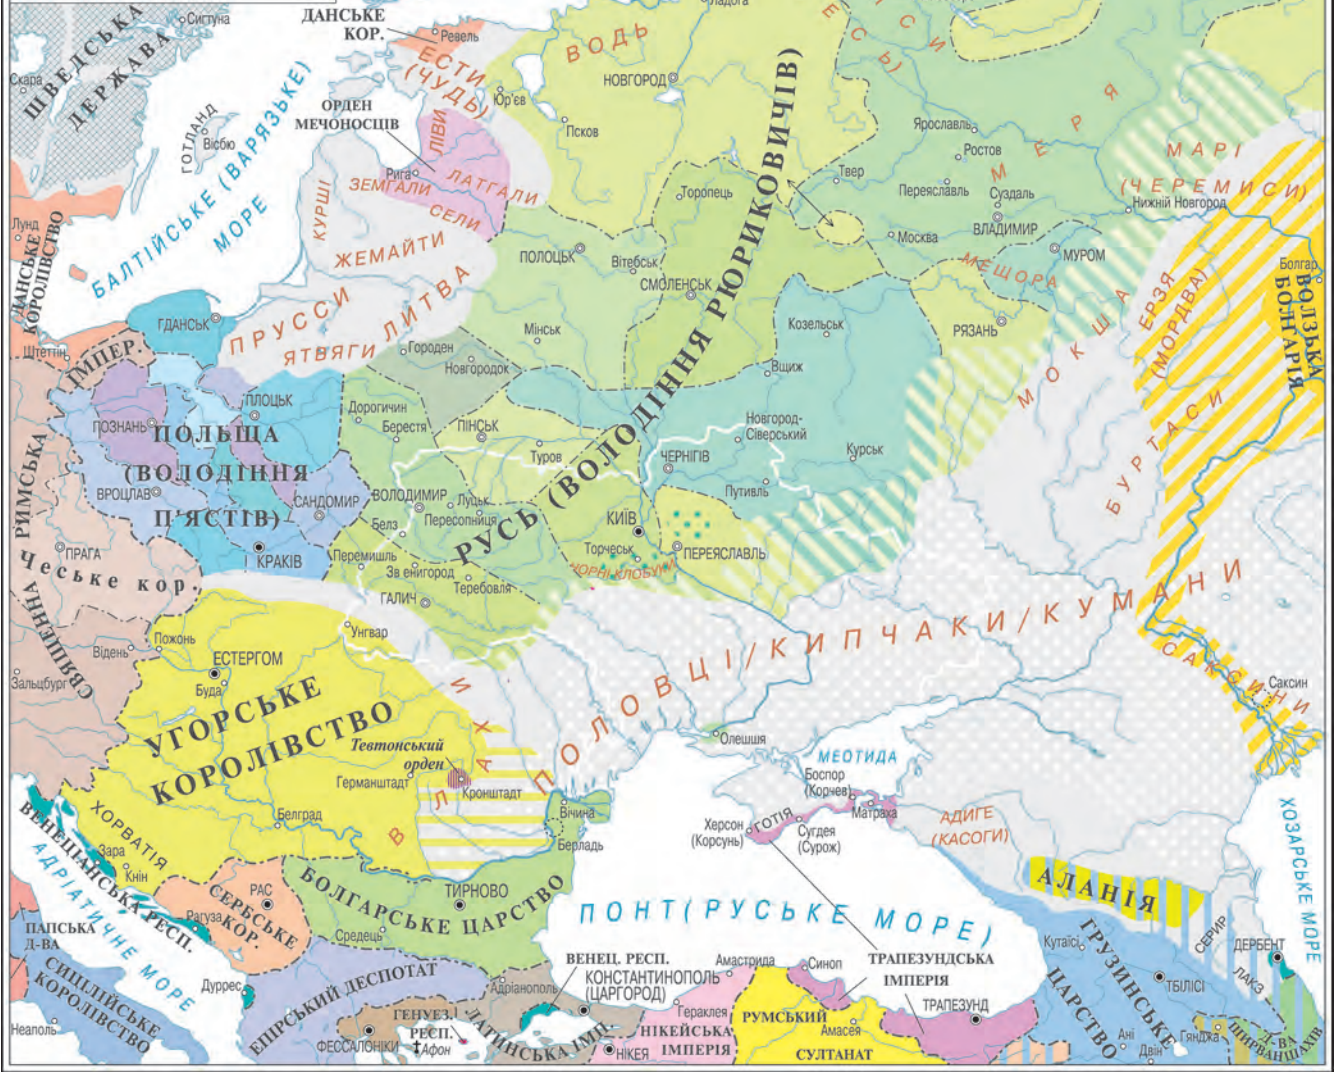 Сиґтуна
Ладога
ДАНСЬКЕ
КОР.
Ревель
ВОДЬ
ШВЕДСЬКА
ДЕРЖАВА
Скара
ЕСТИ
(ЧУДЬ)
НОВГОРОД
Юр'єв
Псков
ОРДЕН
МЕЧОНОСЦІВ
ГОТЛАНД
Вісбю
БАЛТІЙСЬКЕ (ВАРЯЗЬКЕ)
МОРЕ
ЛІВИ
Рига
ЗЕМГАЛИ
ЛАТГАЛИ
СЕЛИ
КУРШІ
ЖЕМАЙТИ
ЛИТВА
ПРУССИ
ЯТВЯГИ
Ярославль
Ростов
МЕРЯ
МАРІ
(ЧЕРЕМИСИ)
Твер
Переяславль
Суздаль
Нижній Новгород
ВЛАДИМИР
Торопець
Москва
МУРОМ
МЕЩОРА
Лунд
ДАНСЬКЕ
КОРОЛІВСТВО
ПОЛОЦЬК
Вітебськ
СМОЛЕНСЬК
Болгар
ВОЛЗЬКА
БОЛГАРІЯ
ЕРЗЯ
(МОРДВА)
МОКША
РЯЗАНЬ
Козельськ
ГДАНСЬК
Мінськ
Штеттін
ІМПЕР.
Городен
Новгородок
Вщиж
РУСЬ (ВОЛОДІННЯ РЮРИКОВИЧІВ)
ПЛОЦЬК
Дорогичин
Берестя
ПІНСЬК
Новгород-
Сіверський
БУРТАСИ
ПОЗНАНЬ
ПОЛЬЩА
(ВОЛОДІННЯ
П'ЯСТІВ)
Туров
ЧЕРНІГІВ
Курськ
РИМСЬКА
ВРОЦЛАВ
САНДОМИР
ВОЛОДИМИР
Луцьк
Путивль
Белз
Пересопниця
КИЇВ
ПРАГА
КРАКІВ
Перемишль
Звенигород
Торчеськ
ПЕРЕЯСЛАВЛЬ
Чеське кор.
ЧОРНІ КЛОБУКИ
Теребовля
ГАЛИЧ
СВЯЩЕННА
ПОЛОВЦІ/КИПЧАКИ/КУМАНИ
Унгвар
Пожонь
Відень
ЕСТЕРГОМ
Буда
Зальцбург
САКСИНИ
Саксин
УГОРСЬКЕ
КОРОЛІВСТВО
ВЛАХИ
Тевтонський
орден
Германштадт
Кронштадт
Олешшя
МЕОТИДА
Боспор
(Корчев)
Матраха
Херсон
(Корсунь)
ГОТІЯ
Сугдея
(Сурож)
АДИГЕ
(КАСОГИ)
ХОЗАРСЬКЕ МОРЕ
Вічина
Берладь
Белград
ХОРВАТІЯ
ВЕНЕЦІАНСЬКА РЕСП.
Зара
Кнін
АДРІАТИЧНЕ МОРЕ
РАС
СЕРБСЬКЕ
КОР.
Рагуза
БОЛГАРСЬКЕ ЦАРСТВО
ТИРНОВО
Средець
ПОНТ (РУСЬКЕ МОРЕ)
АЛАНІЯ
ПАПСЬКА
Д-ВА
СИЦІЛІЙСЬКЕ
КОРОЛІВСТВО
Неаполь
Дуррес
ЕПІРСЬКИЙ ДЕСПОТАТ
Адріанополь
ВЕНЕЦ. РЕСП.
КОНСТАНТИНОПОЛЬ
(ЦАРГОРОД)
Амастрида
Синоп
ТРАПЕЗУНДСЬКА
ІМПЕРІЯ
ТРАПЕЗУНД
Кутаїсі
ГРУЗИНСЬКЕ
ЦАРСТВО
ТБІЛІСІ
СЕРИР
ДЕРБЕНТ
ЛАКЗ
ГЕНУЕЗ.
РЕСП.
Афон
ФЕССАЛОНІКИ
ЛАТИНСЬКА ІМП.
Гераклея
НІКЕЙСЬКА
ІМПЕРІЯ
НІКЕЯ
РУМСЬКИЙ
СУЛТАНАТ
Амасея
Ані
Двін
Гянджа
Д-ВА
ШИРВАНШАХІВ